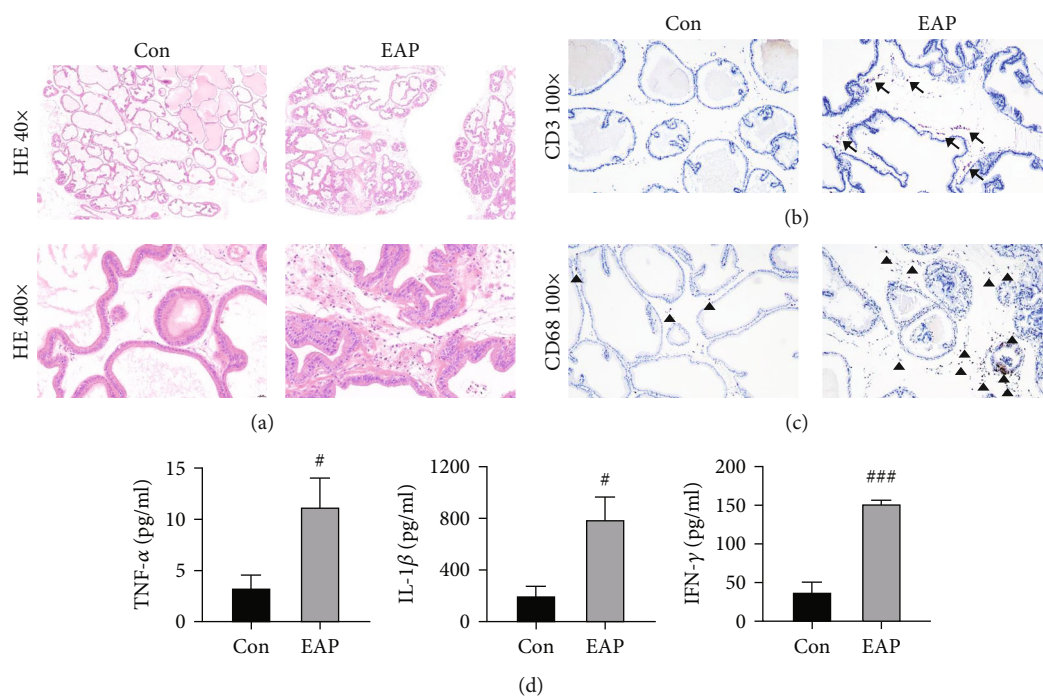 Con EAP
HE 40×
HE 400×
(a)
Con EAP
CD3 100×
(b)
CD68 100×
(c)
TNF-α (pg/ml)
15
10
5
0
#
Con EAP
IL-1β (pg/ml)
1200
800
400
0
#
Con EAP
IFN-γ (pg/ml)
200
150
100
50
0
###
Con EAP
(d)